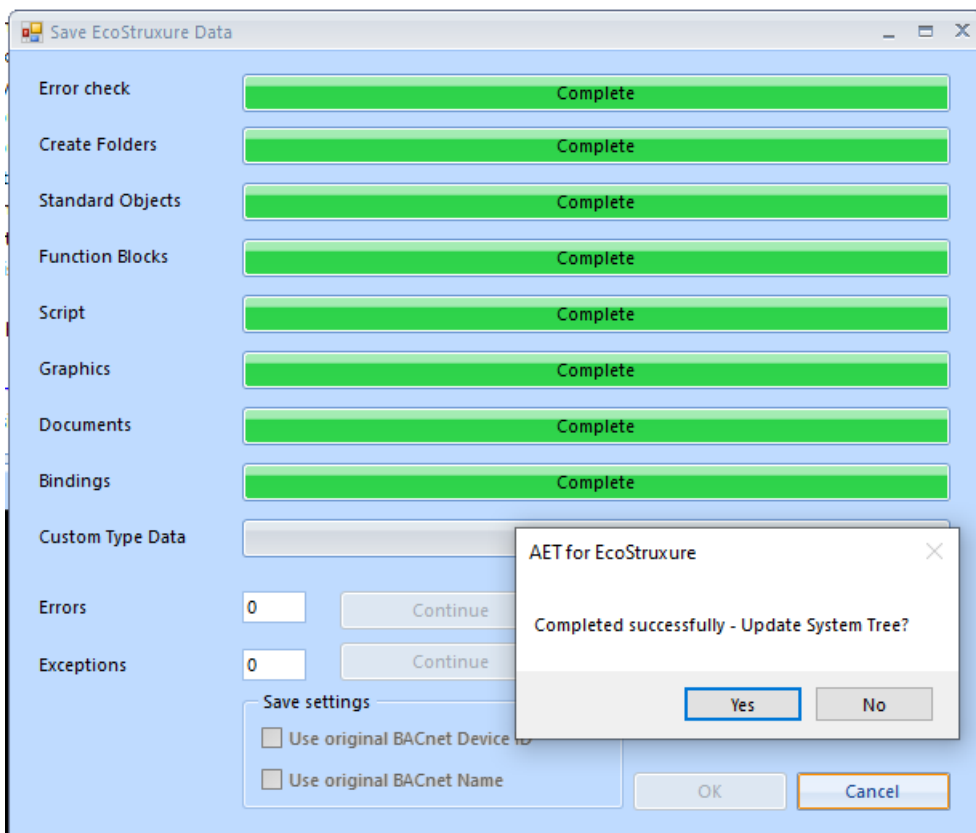 Save EcoStruxure Data
Error check Complete
Create Folders Complete
Standard Objects Complete
Function Blocks Complete
Script Complete
Graphics Complete
Documents Complete
Bindings Complete
Custom Type Data
AET for EcoStruxure
Completed successfully - Update System Tree?
Yes No
Errors 0 Continue
Exceptions 0 Continue
Save settings
Use original BACnet Device ID
Use original BACnet Name
OK Cancel